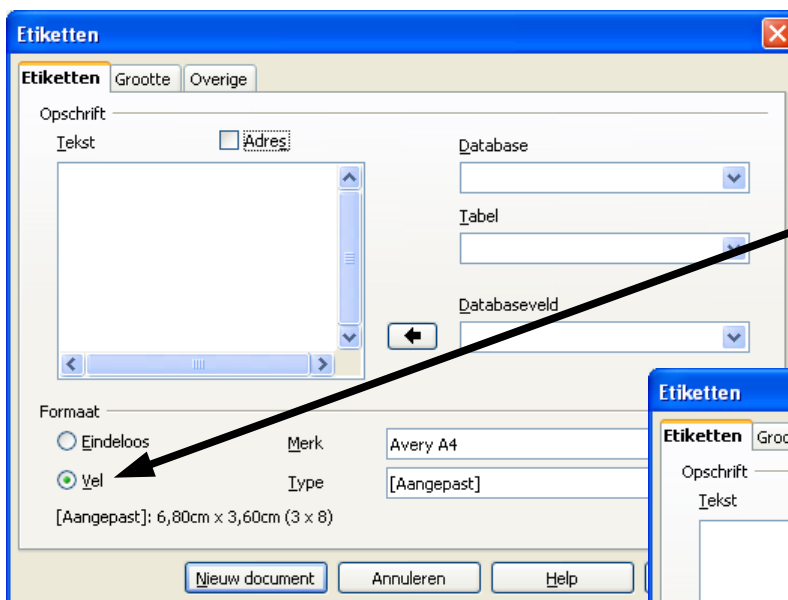 Etiketten
Etiketten Grootte Overige
Opschrift
Tekst Adres Database
Tabel
Databaseveld
Formaat
Eindeloos Merk Avery A4
Vel Type [Aangepast]
[Aangepast]: 6,80cm x 3,60cm (3 x 8)
Nieuw document Annuleren Help
Etiketten
Etiketten
Opschrift
Tekst